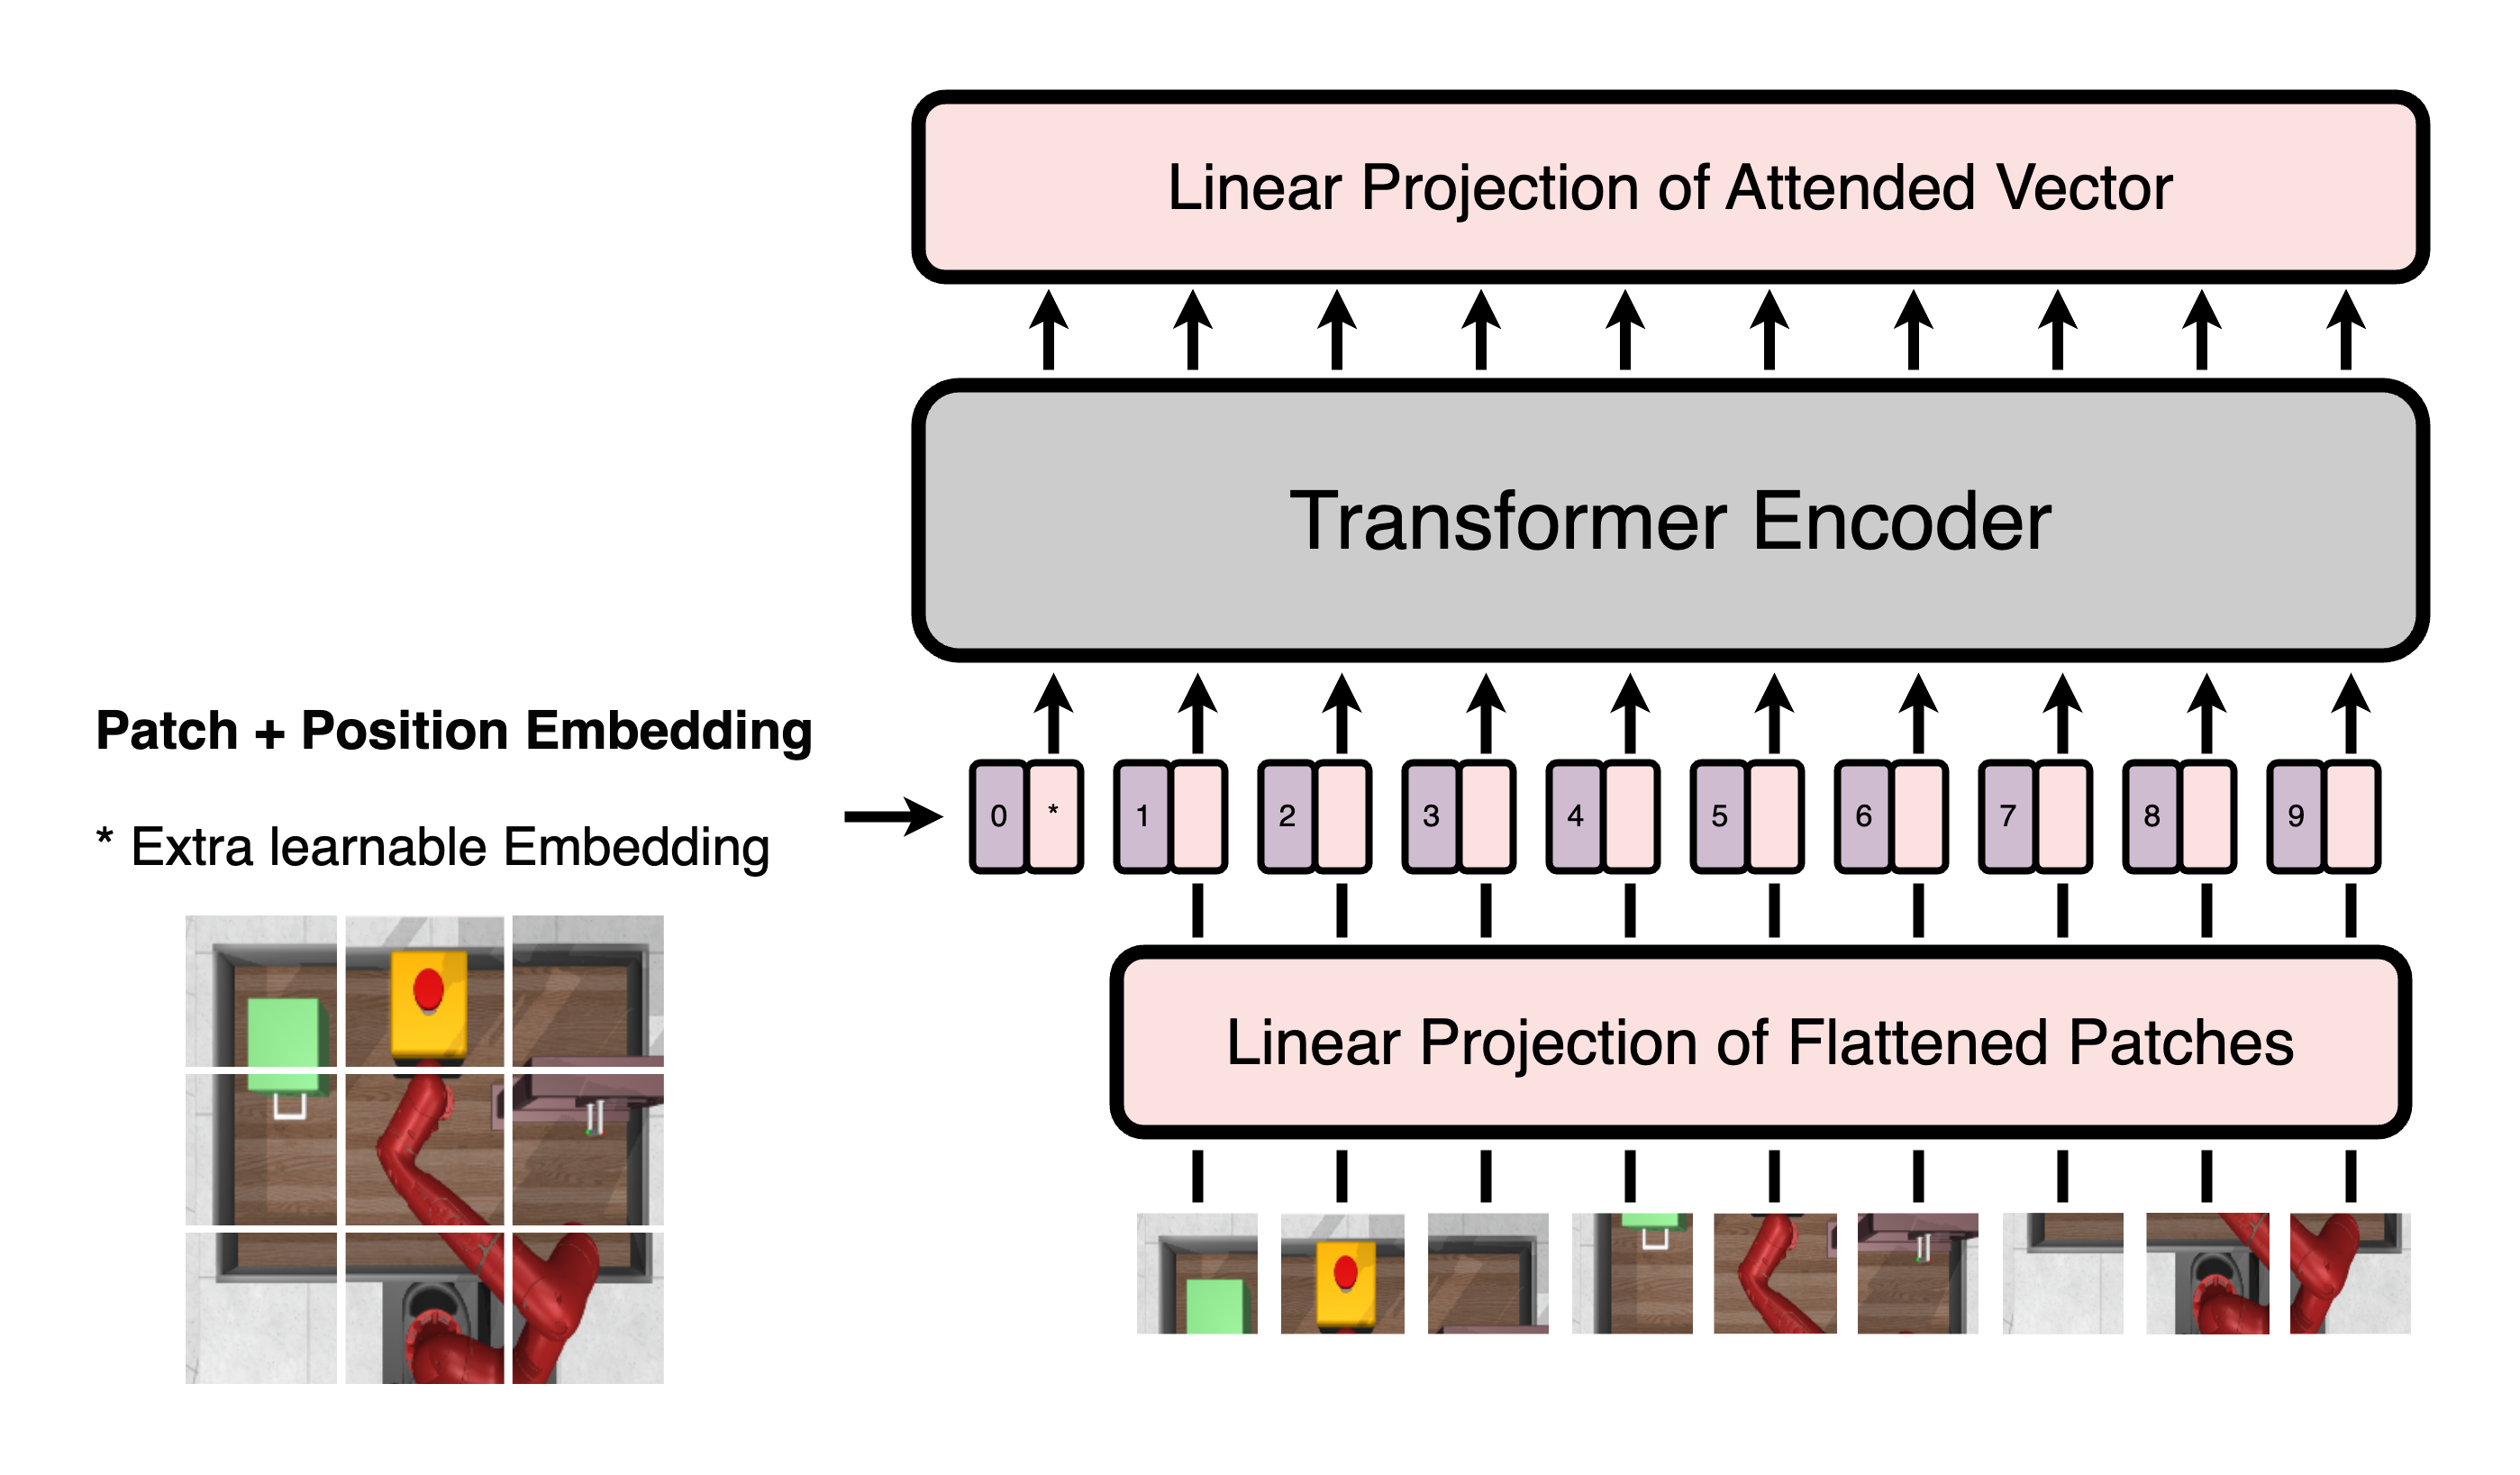 Linear Projection of Attended Vector
Transformer Encoder
Patch + Position Embedding
* Extra learnable Embedding
0 * 1 2 3 4 5 6 7 8 9
Linear Projection of Flattened Patches